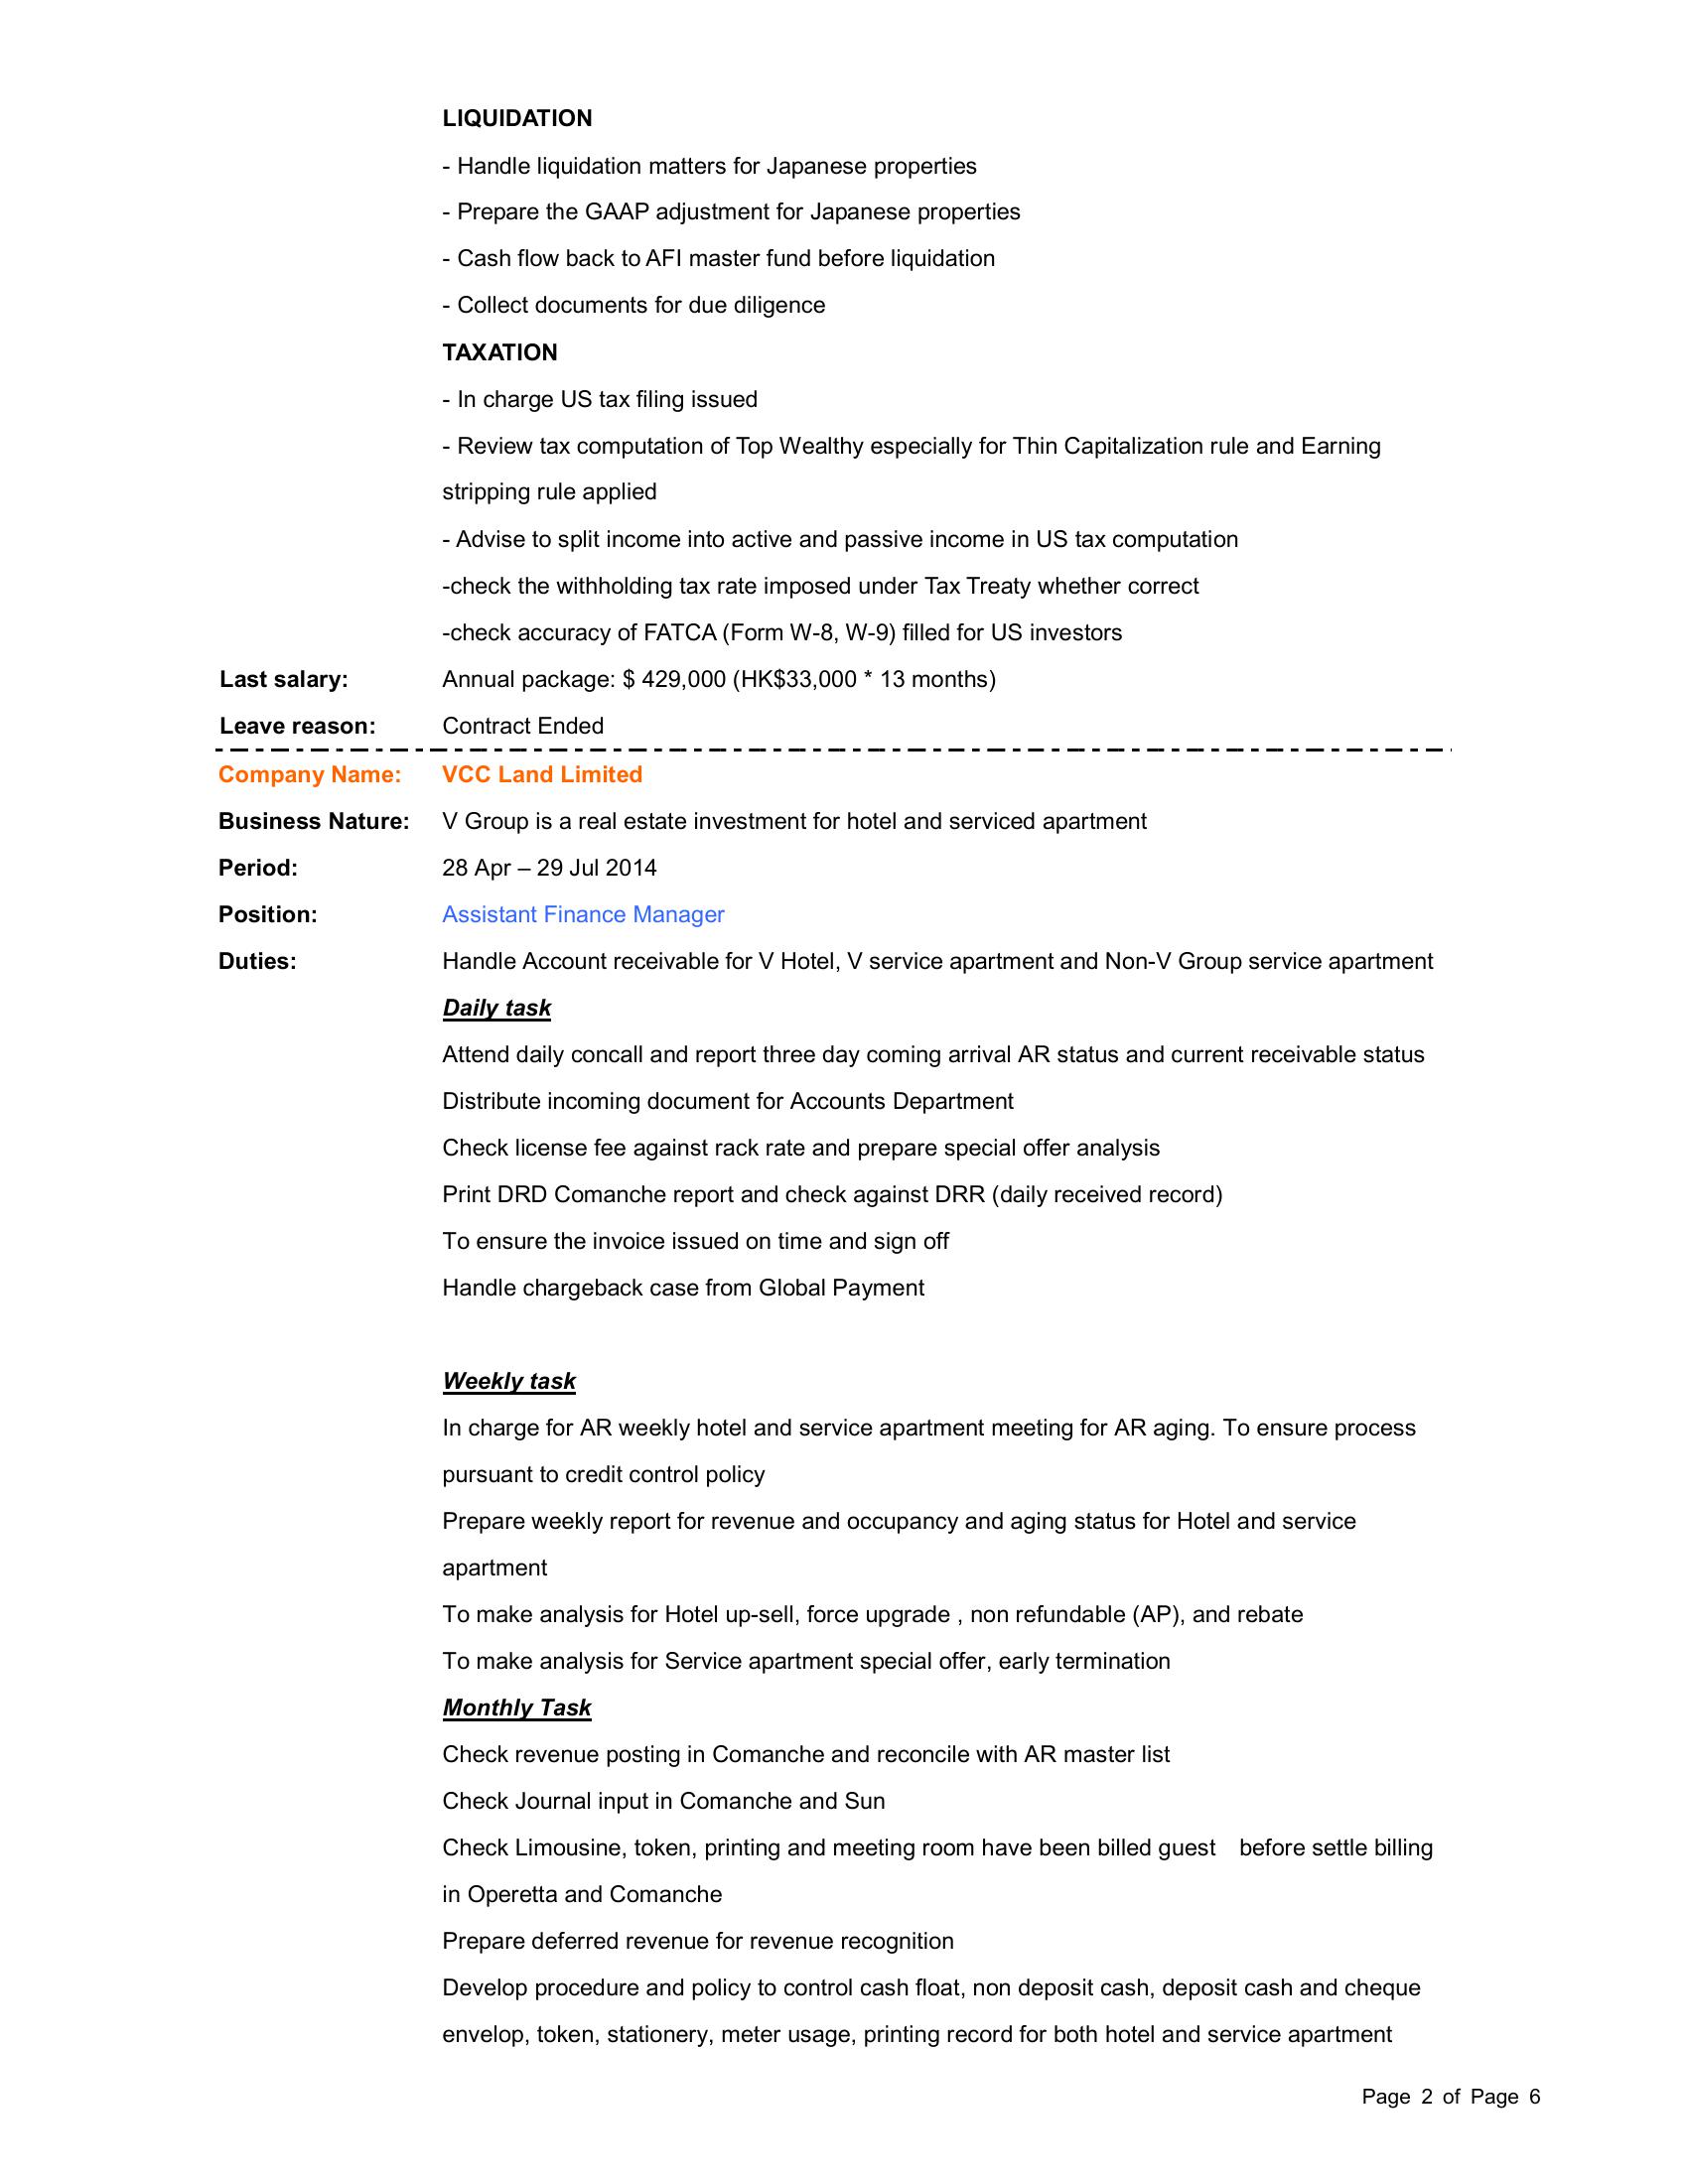 LIQUIDATION
- Handle liquidation matters for Japanese properties
- Prepare the GAAP adjustment for Japanese properties
- Cash flow back to AFI master fund before liquidation
- Collect documents for due diligence
TAXATION
- In charge US tax filing issued
- Review tax computation of Top Wealthy especially for Thin Capitalization rule and Earning
stripping rule applied
- Advise to split income into active and passive income in US tax computation
-check the withholding tax rate imposed under Tax Treaty whether correct
-check accuracy of FATCA (Form W-8, W-9) filled for US investors
Last salary: Annual package: $ 429,000 (HK$33,000 * 13 months)
Leave reason: Contract Ended
Company Name: VCC Land Limited
Business Nature: V Group is a real estate investment for hotel and serviced apartment
Period: 28 Apr – 29 Jul 2014
Position: Assistant Finance Manager
Duties: Handle Account receivable for V Hotel, V service apartment and Non-V Group service apartment
Daily task
Attend daily concall and report three day coming arrival AR status and current receivable status
Distribute incoming document for Accounts Department
Check license fee against rack rate and prepare special offer analysis
Print DRD Comanche report and check against DRR (daily received record)
To ensure the invoice issued on time and sign off
Handle chargeback case from Global Payment
Weekly task
In charge for AR weekly hotel and service apartment meeting for AR aging. To ensure process
pursuant to credit control policy
Prepare weekly report for revenue and occupancy and aging status for Hotel and service
apartment
To make analysis for Hotel up-sell, force upgrade , non refundable (AP), and rebate
To make analysis for Service apartment special offer, early termination
Monthly Task
Check revenue posting in Comanche and reconcile with AR master list
Check Journal input in Comanche and Sun
Check Limousine, token, printing and meeting room have been billed guest before settle billing
in Operetta and Comanche
Prepare deferred revenue for revenue recognition
Develop procedure and policy to control cash float, non deposit cash, deposit cash and cheque
envelop, token, stationery, meter usage, printing record for both hotel and service apartment
Page 2 of Page 6